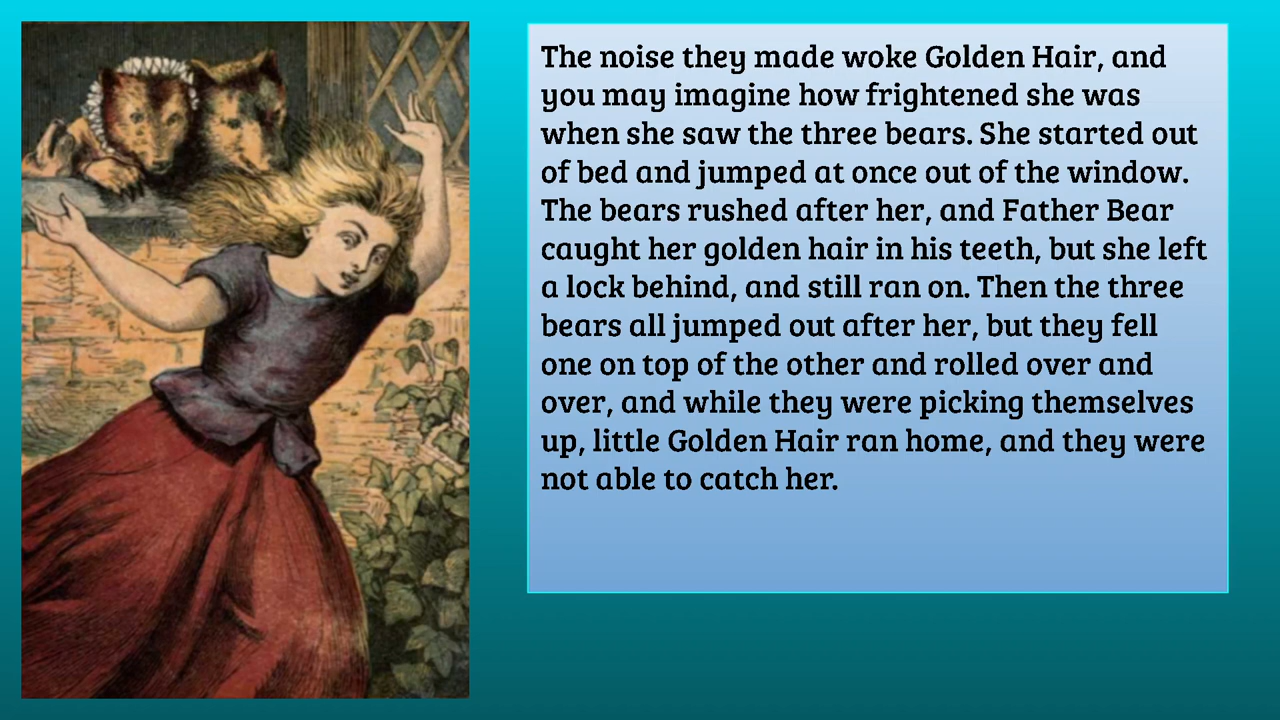 The noise they made woke Golden Hair, and
you may imagine how frightened she was
when she saw the three bears. She started out
of bed and jumped at once out of the window.
The bears rushed after her, and Father Bear
caught her golden hair in his teeth, but she left
a lock behind, and still ran on. Then the three
bears all jumped out after her, but they fell
one on top of the other and rolled over and
over, and while they were picking themselves
up, little Golden Hair ran home, and they were
not able to catch her.